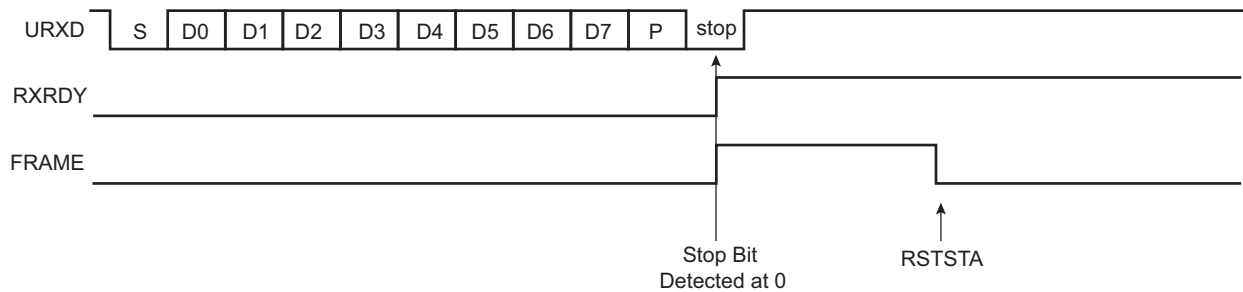 URXD S D0 D1 D2 D3 D4 D5 D6 D7 P stop
RXRDY
FRAME
Stop Bit
Detected at 0
RSTSTA